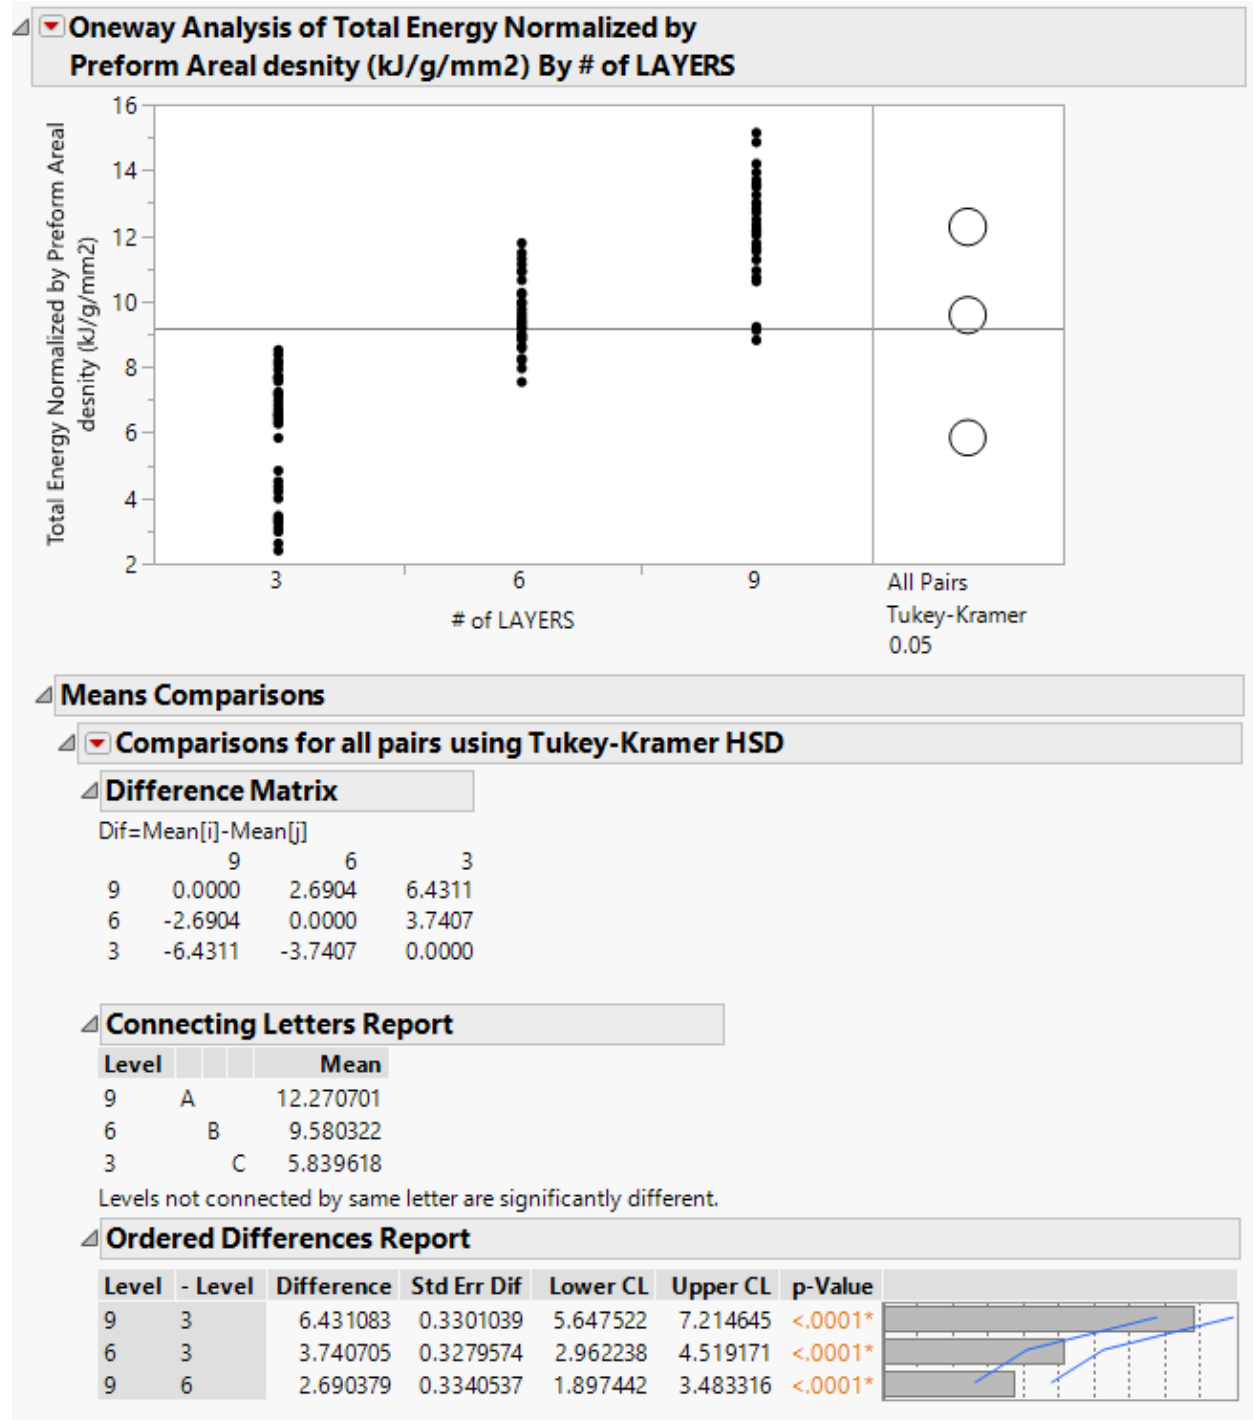 Oneway Analysis of Total Energy Normalized by
Preform Areal desnity (kJ/g/mm2) By # of LAYERS
Total Energy Normalized by Preform Areal
desnity (kJ/g/mm2)
16
14
12
10
8
6
4
2
3 6 9
# of LAYERS
All Pairs
Tukey-Kramer
0.05
Means Comparisons
Comparisons for all pairs using Tukey-Kramer HSD
Difference Matrix
Dif=Mean[i]-Mean[j]
9 6 3
9 0.0000 2.6904 6.4311
6 -2.6904 0.0000 3.7407
3 -6.4311 -3.7407 0.0000
Connecting Letters Report
Level Mean
9 A 12.270701
6 B 9.580322
3 C 5.839618
Levels not connected by same letter are significantly different.
Ordered Differences Report
Level - Level Difference Std Err Dif Lower CL Upper CL p-Value
9 3 6.431083 0.3301039 5.647522 7.214645 <.0001*
6 3 3.740705 0.3279574 2.962238 4.519171 <.0001*
9 6 2.690379 0.3340537 1.897442 3.483316 <.0001*